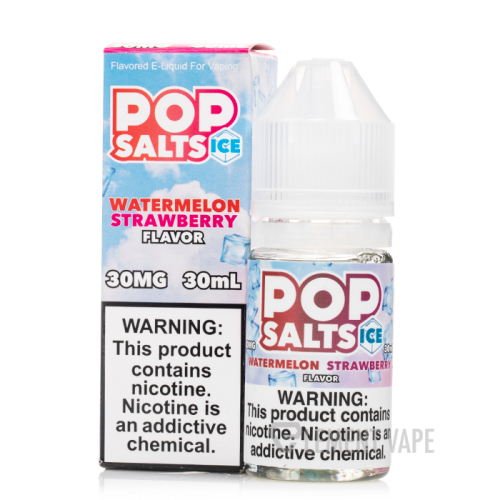 Flavored E-Liquid For Vaping
POP
SALTS ICE
WATERMELON
STRAWBERRY
FLAVOR
30MG 30mL
WARNING:
This product
contains
nicotine.
Nicotine is
an addictive
chemical.
POP
SALTS ICE
WATERMELON STRAWBERRY
FLAVOR
WARNING:
This product contains
nicotine. Nicotine is an
addictive chemical.
ELEMENT VAPE